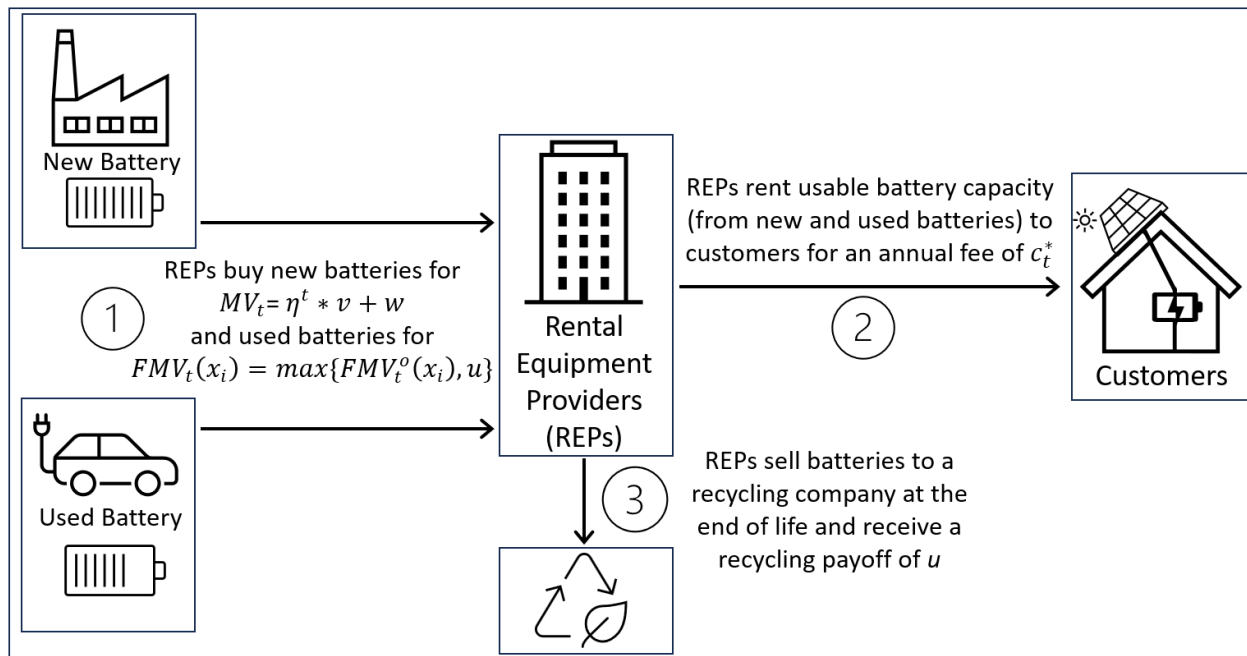 New Battery
REPs buy new batteries for
MV_t= η^t ∗ v + w
and used batteries for
FMV_t(x_i) = max{FMV_t^o(x_i), u}
1
Used Battery
Rental
Equipment
Providers
(REPs)
REPs rent usable battery capacity
(from new and used batteries) to
customers for an annual fee of c_t^*
2
Customers
3
REPs sell batteries to a
recycling company at the
end of life and receive a
recycling payoff of u